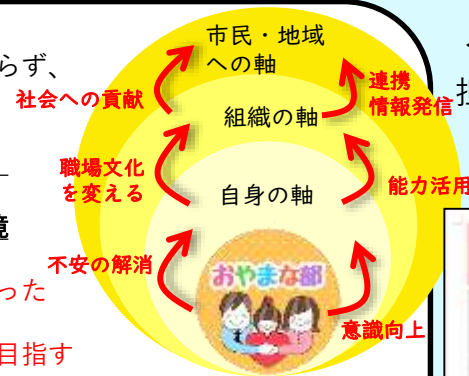 らず、
市民・地域
への軸
社会への貢献
連携
情報発信
組織の軸
職場文化
を変える
能力活用
自身の軸
不安の解消
おやまな部
った
意識向上
目指す